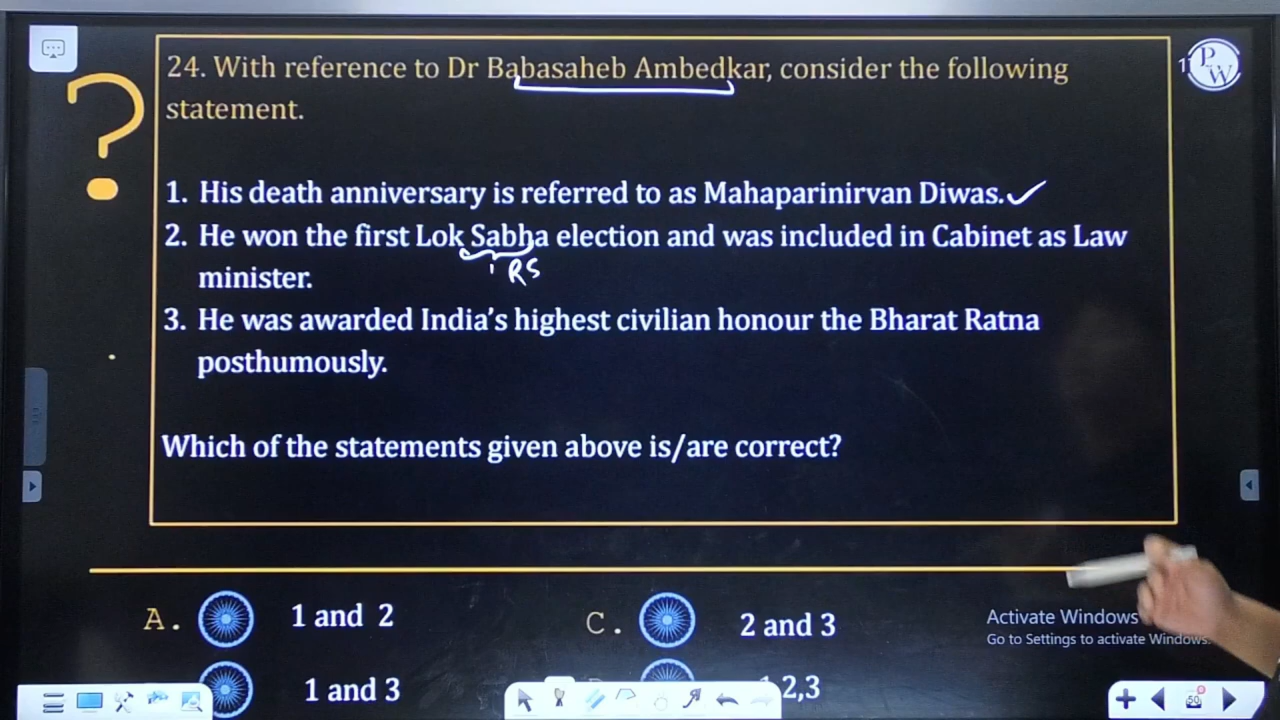 24. With reference to Dr Babasaheb Ambedkar, consider the following
statement.
1. His death anniversary is referred to as Mahaparinirvan Diwas.
2. He won the first Lok Sabha election and was included in Cabinet as Law
RS
minister.
3. He was awarded India's highest civilian honour the Bharat Ratna
posthumously.
Which of the statements given above is/are correct?
A. 1 and 2
C. 2 and 3
1 and 3
2,3
Activate Windows
Go to Settings to activate Windows.
PW
50